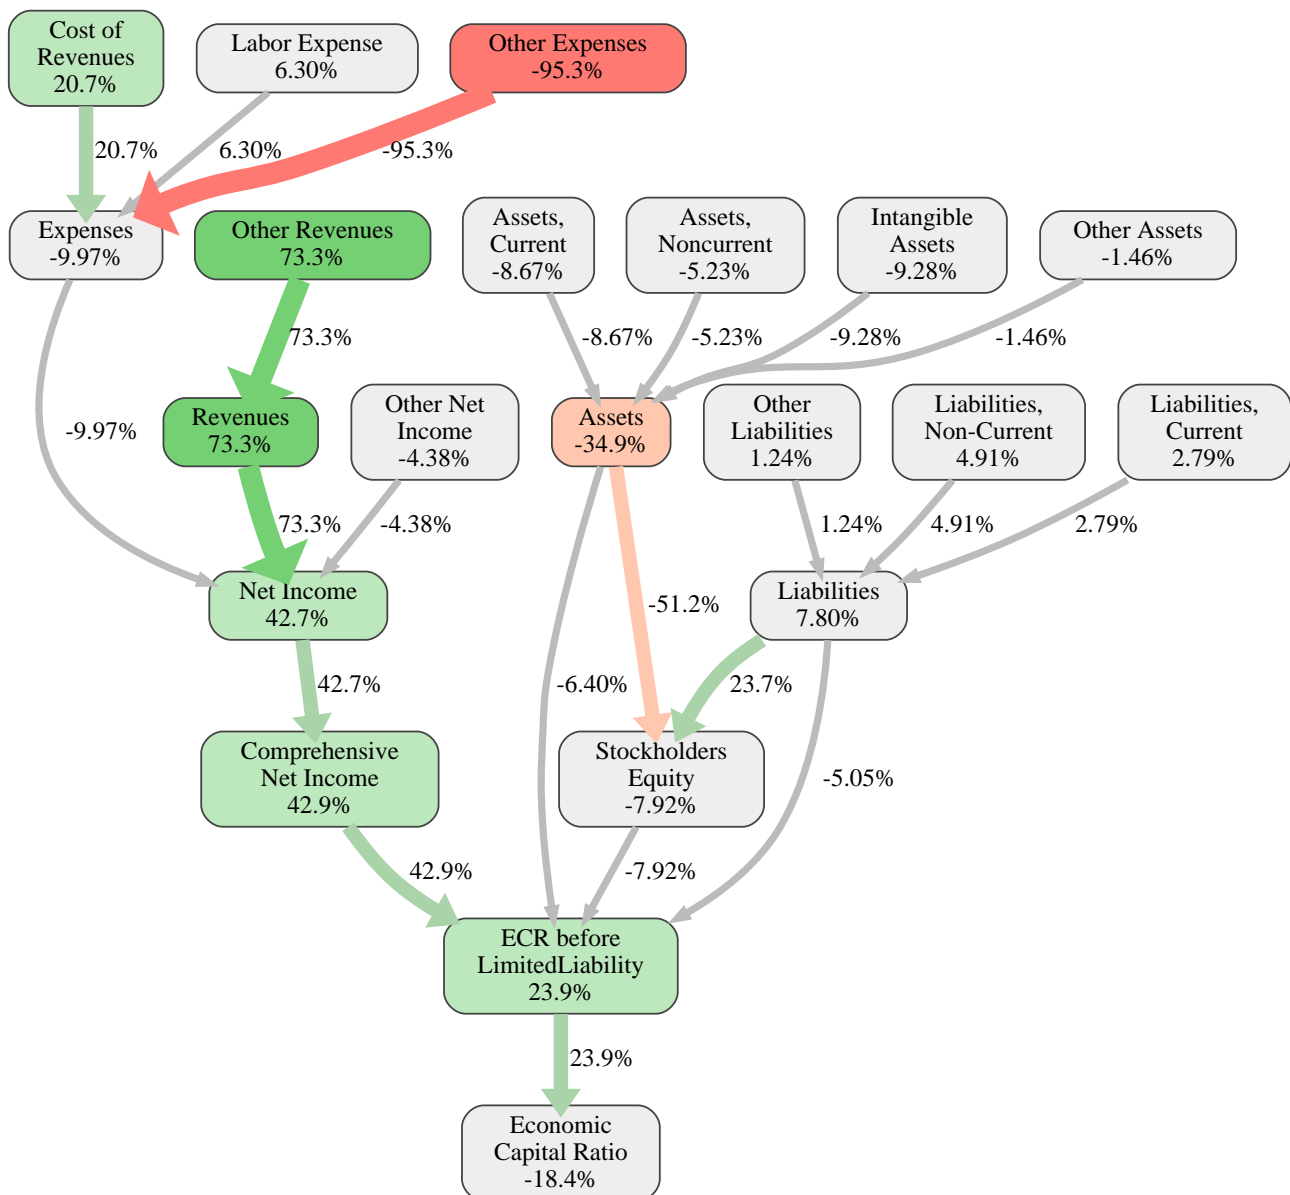 Cost of
Revenues
20.7%
Labor Expense
6.30%
Other Expenses
-95.3%
20.7%
6.30%
-95.3%
Expenses
-9.97%
Other Revenues
73.3%
Assets,
Current
-8.67%
Assets,
Noncurrent
-5.23%
Intangible
Assets
-9.28%
Other Assets
-1.46%
73.3%
-8.67%
-5.23%
-9.28%
-1.46%
-9.97%
Revenues
73.3%
Other Net
Income
-4.38%
Assets
-34.9%
Other
Liabilities
1.24%
Liabilities,
Non-Current
4.91%
Liabilities,
Current
2.79%
73.3%
-4.38%
1.24%
4.91%
2.79%
Net Income
42.7%
-51.2%
Liabilities
7.80%
42.7%
-6.40%
23.7%
Comprehensive
Net Income
42.9%
Stockholders
Equity
-7.92%
-5.05%
42.9%
-7.92%
ECR before
LimitedLiability
23.9%
23.9%
Economic
Capital Ratio
-18.4%